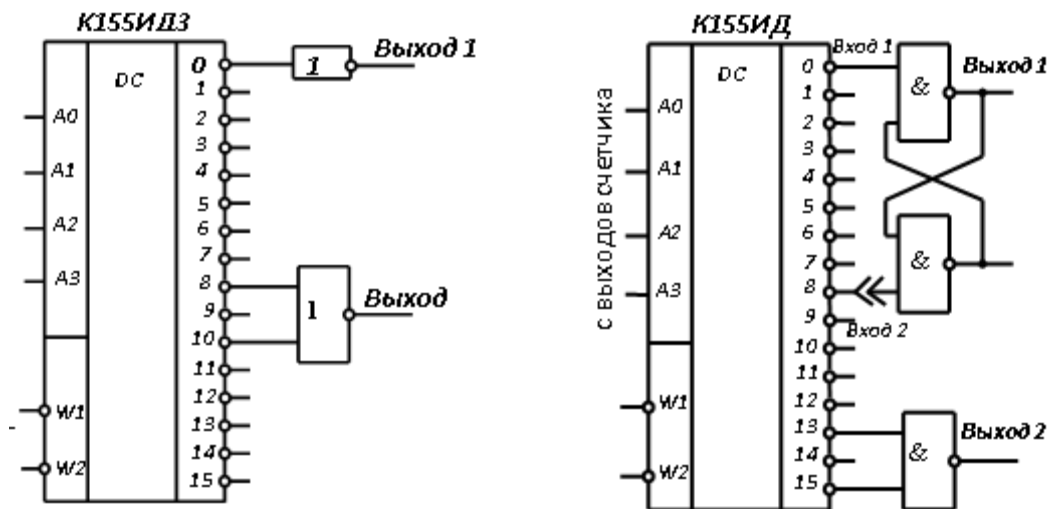 К155ИД3
DC
A0
A1
A2
A3
W1
W2
0
1
2
3
4
5
6
7
8
9
10
11
12
13
14
15
1
Выход 1
1
Выход
К155ИД
с выходов счетчика
DC
A0
A1
A2
A3
W1
W2
0
1
2
3
4
5
6
7
8
9
10
11
12
13
14
15
Вход 1
&
Выход 1
&
Вход 2
&
Выход 2